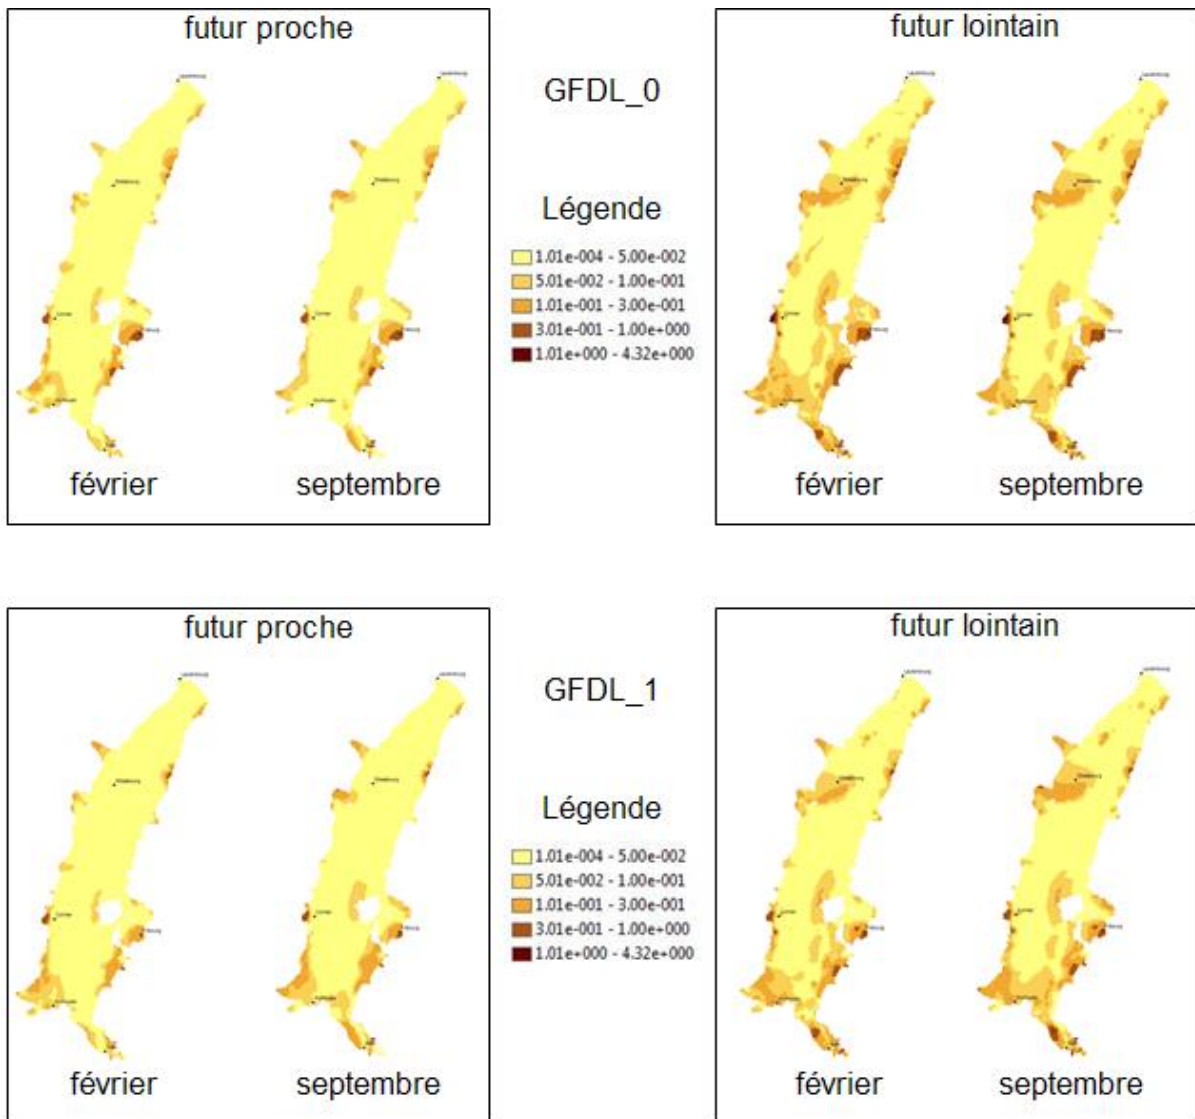 futur proche
futur lointain
GFDL_0
Strasbourg
Strasbourg
Légende
1.01e-004 - 5.00e-002
5.01e-002 - 1.00e-001
1.01e-001 - 3.00e-001
3.01e-001 - 1.00e+000
1.01e+000 - 4.32e+000
février
septembre
février
septembre
futur proche
futur lointain
GFDL_1
Strasbourg
Strasbourg
Légende
1.01e-004 - 5.00e-002
5.01e-002 - 1.00e-001
1.01e-001 - 3.00e-001
3.01e-001 - 1.00e+000
1.01e+000 - 4.32e+000
février
septembre
février
septembre